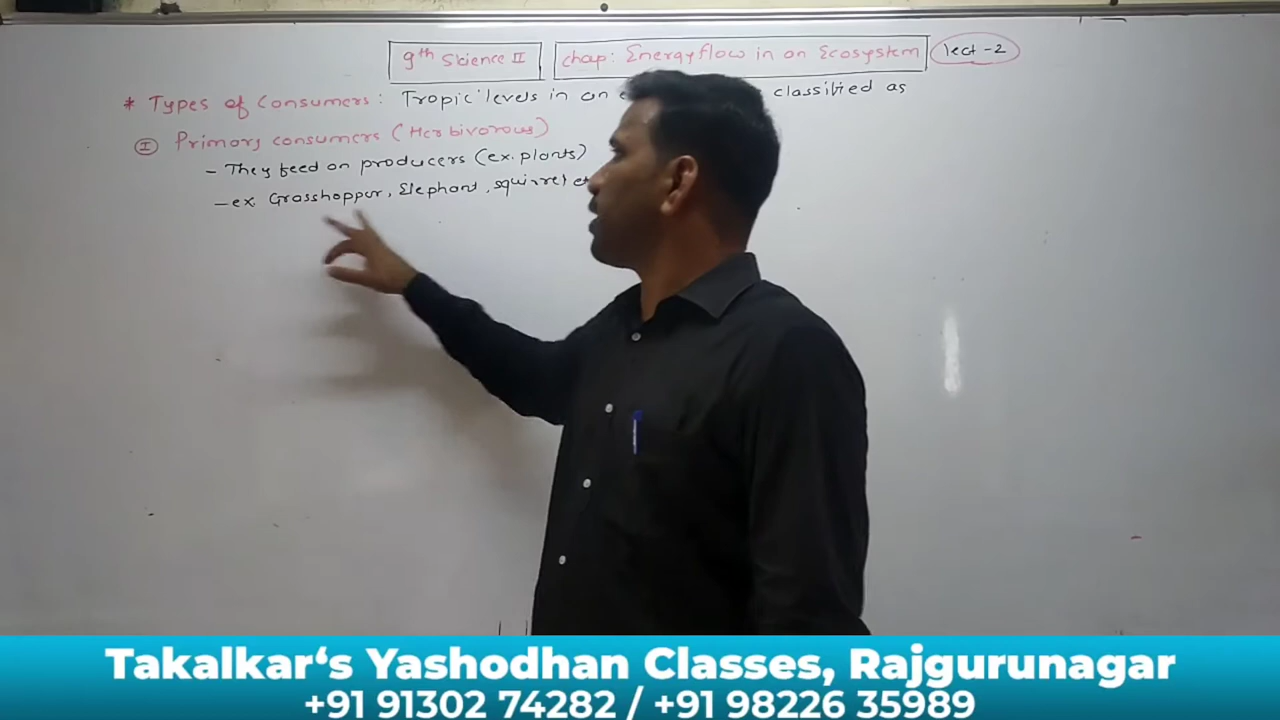 9th Science II chap: Energy flow in an Ecosystem lect-2
* Types of Consumers: Tropic levels in an classified as
I Primary consumers (Herbivorous)
- They feed on producers (ex. plants)
- ex. Grasshopper, Elephant, squirrel
Takalkar‘s Yashodhan Classes, Rajgurunagar
+91 91302 74282 / +91 98226 35989